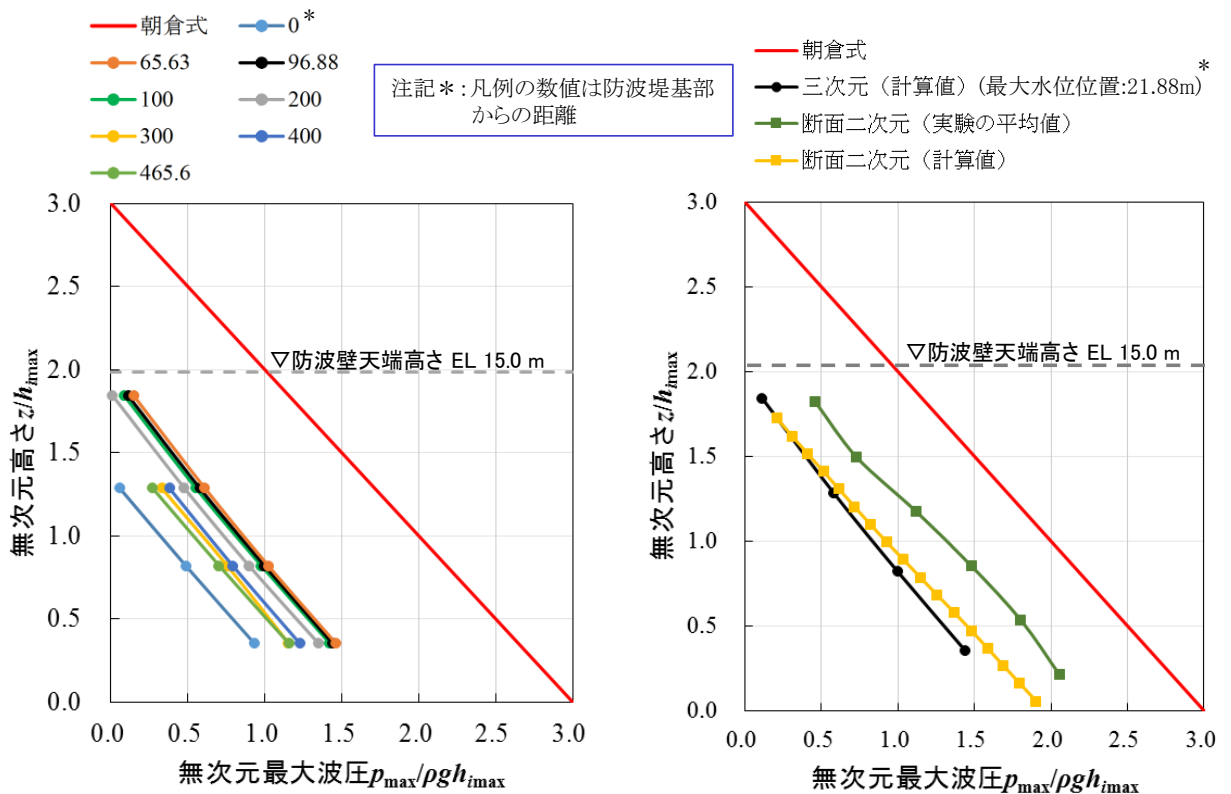 朝倉式
0*
65.63
96.88
100
200
300
400
465.6
注記*:凡例の数値は防波堤基部
からの距離
朝倉式
三次元（計算値）(最大水位位置:21.88m)*
断面二次元（実験の平均値）
断面二次元（計算値）
3.0
2.5
2.0
1.5
1.0
0.5
0.0
無次元高さz/himax
▽防波壁天端高さ EL 15.0 m
0.0 0.5 1.0 1.5 2.0 2.5 3.0
無次元最大波圧pmax/ρghimax
3.0
2.5
2.0
1.5
1.0
0.5
0.0
無次元高さz/himax
▽防波壁天端高さ EL 15.0 m
0.0 0.5 1.0 1.5 2.0 2.5 3.0
無次元最大波圧pmax/ρghimax